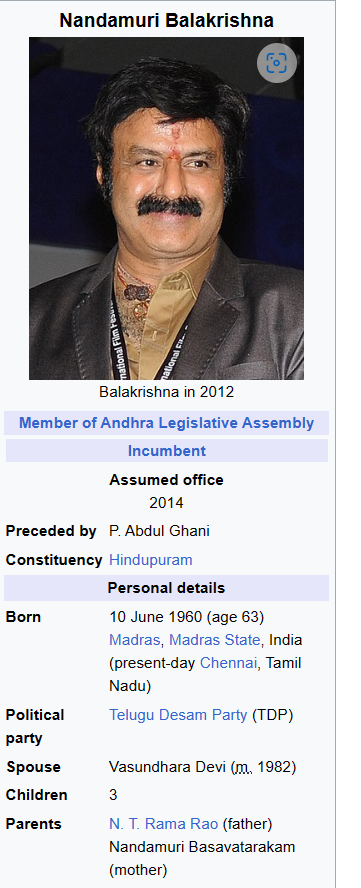 Nandamuri Balakrishna
national Film Fest
national
Balakrishna in 2012
Member of Andhra Legislative Assembly
Incumbent
Assumed office
2014
Preceded by P. Abdul Ghani
Constituency Hindupuram
Personal details
Born 10 June 1960 (age 63)
Madras, Madras State, India
(present-day Chennai, Tamil
Nadu)
Political Telugu Desam Party (TDP)
party
Spouse Vasundhara Devi (m. 1982)
Children 3
Parents N. T. Rama Rao (father)
Nandamuri Basavatarakam
(mother)